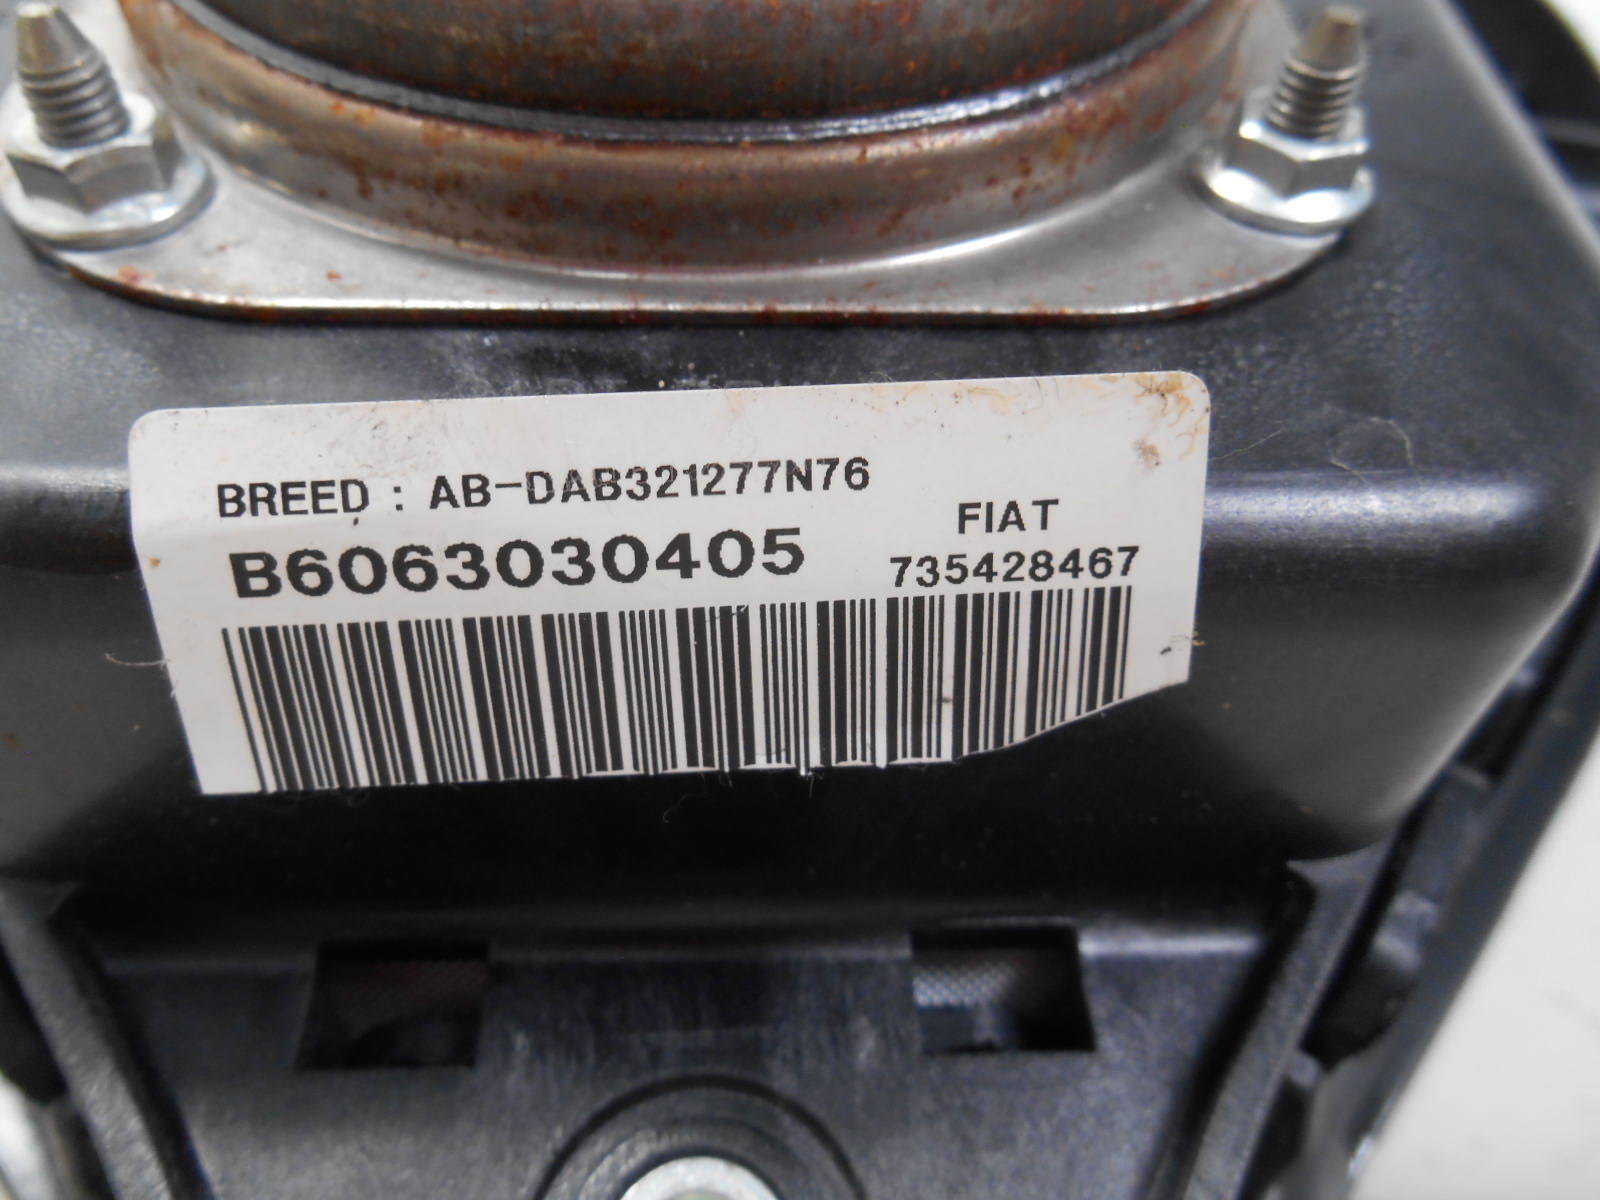 BREED : AB-DAB321277N76
B6063030405
FIAT
735428467